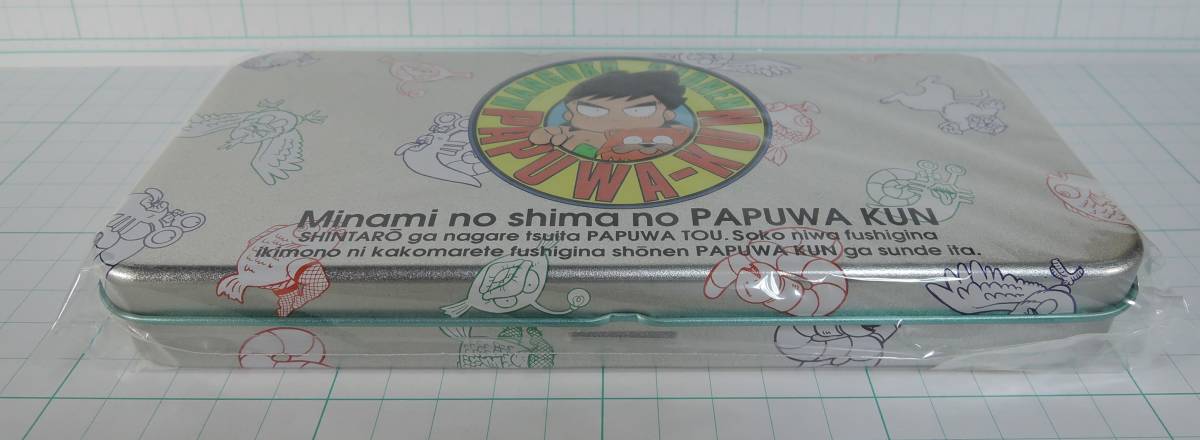 PAPUWA-KUN
Minami no shima no PAPUWA KUN
SHINTARŌ ga nagare tsuita PAPUWA TOU. Soko niwa fushigina
ikimono ni kakomarete fushigina shōnen PAPUWA KUN ga sunde ita.